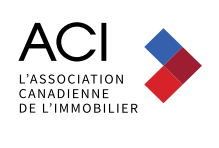 ACI
L'ASSOCIATION
CANADIENNE
DE L'IMMOBILIER